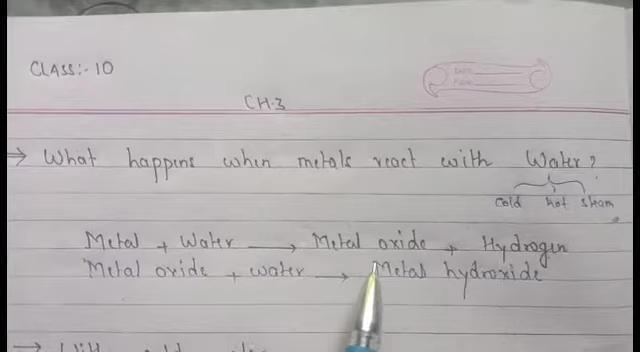 CLASS:- 10
CH.3
⇒ What happens when metals react with Water?
Cold hot steam
Metal + Water → Metal oxide + Hydrogen
Metal oxide + water → Metal hydroxide